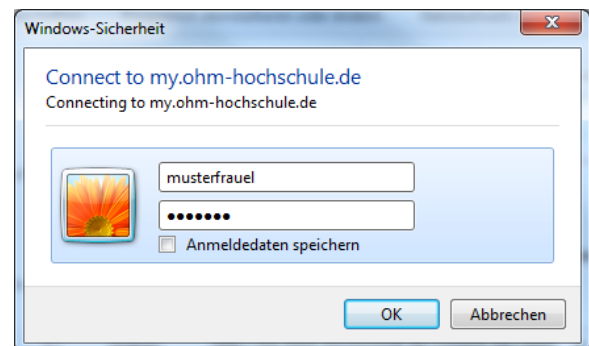 Windows-Sicherheit
Connect to my.ohm-hochschule.de
Connecting to my.ohm-hochschule.de
musterfrauel
•••••••
Anmeldedaten speichern
OK
Abbrechen